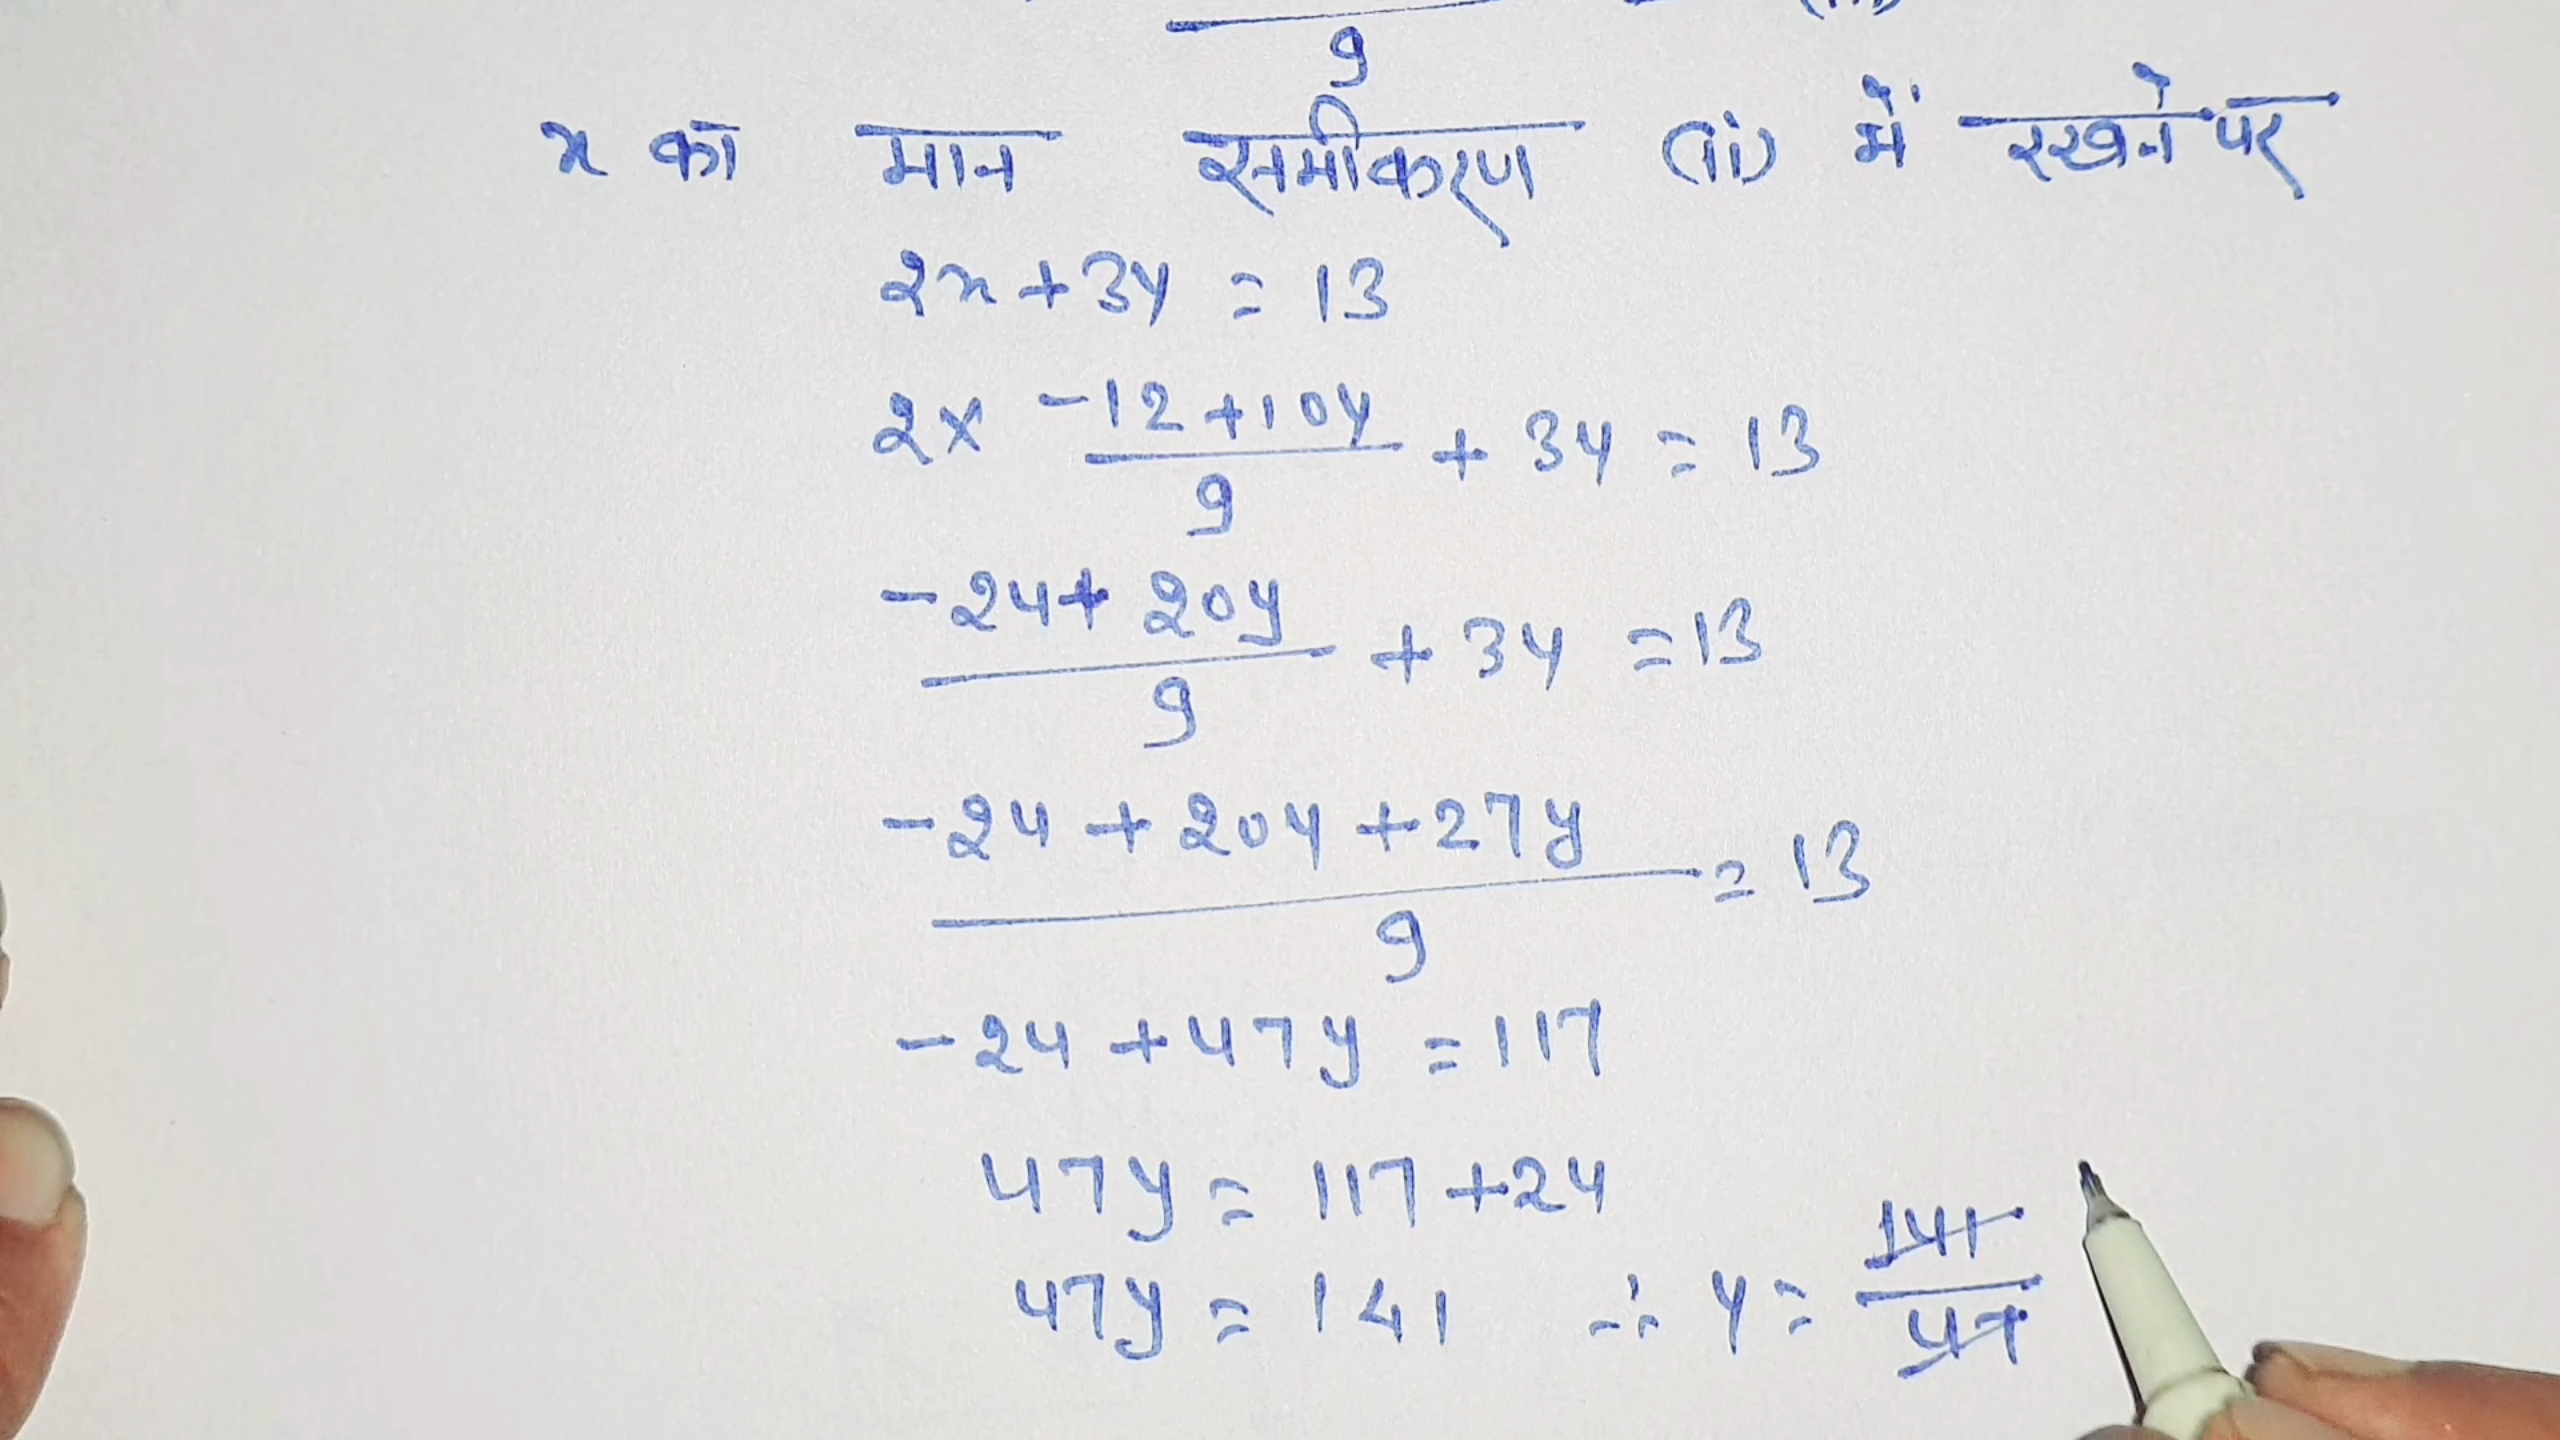 9
x का मान समीकरण (ii) में रखने पर
2x + 3y = 13
2 × -12 + 10y / 9 + 3y = 13
-24 + 20y / 9 + 3y = 13
-24 + 20y + 27y / 9 = 13
-24 + 47y = 117
47y = 117 + 24
47y = 141 ∴ y = 141 / 47